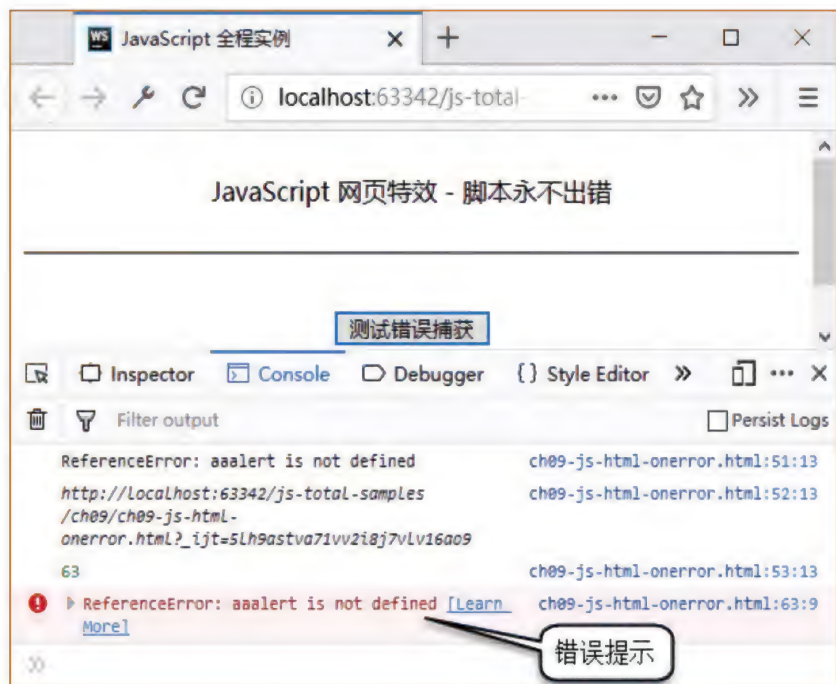 WS JavaScript 全程实例
localhost:63342/js-total-
JavaScript 网页特效 - 脚本永不出错
测试错误捕获
Inspector Console Debugger {} Style Editor
Filter output Persist Logs
ReferenceError: aaalert is not defined ch09-js-html-onerror.html:51:13
http://localhost:63342/js-total-samples ch09-js-html-onerror.html:52:13
/ch09/ch09-js-html-
onerror.html?_ijt=5lh9astva71vv2i8j7vlv16ao9
63 ch09-js-html-onerror.html:53:13
ReferenceError: aaalert is not defined [Learn ch09-js-html-onerror.html:63:9
More]
错误提示